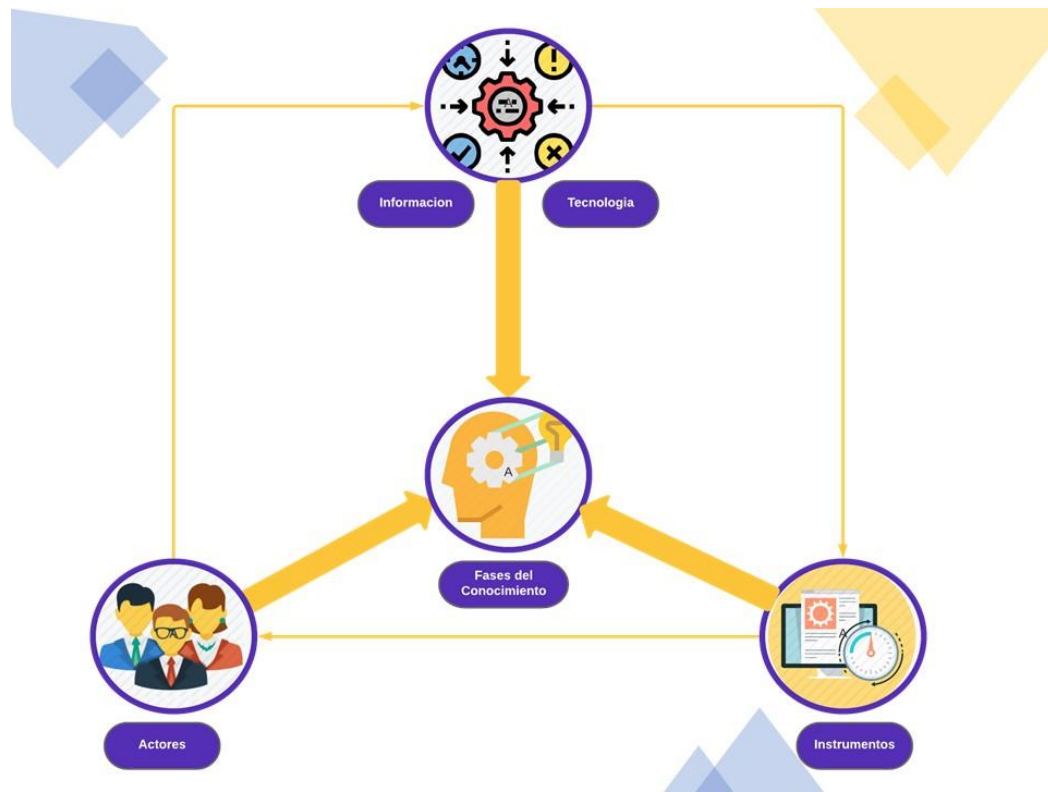 A
Informacion
Tecnologia
A
Fases del
Conocimiento
A
Actores
Instrumentos